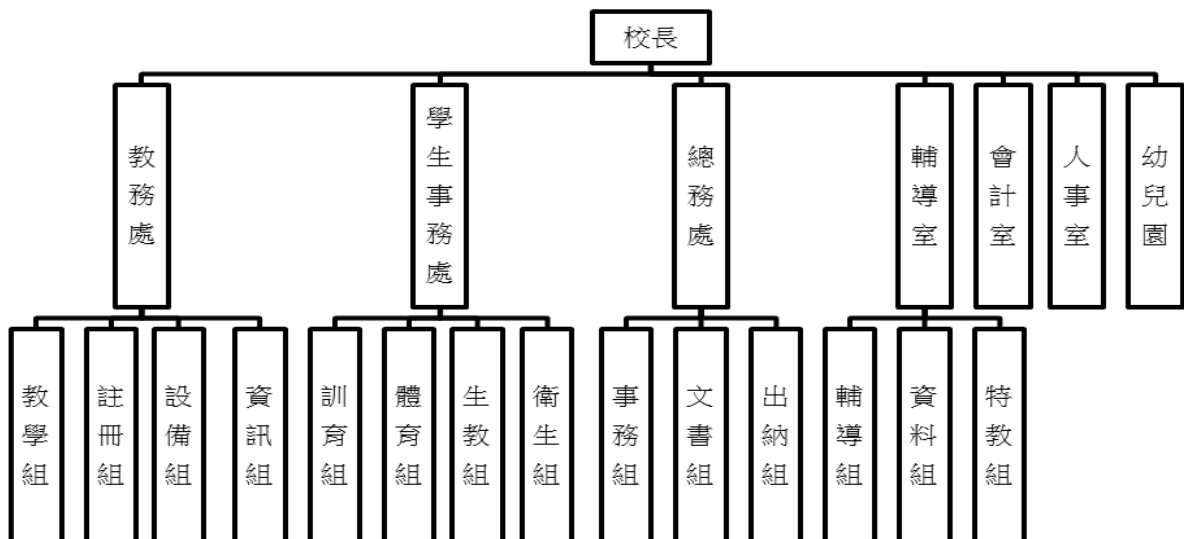 校長
教務處
學生事務處
總務處
輔導室
會計室
人事室
幼兒園
教學組
註冊組
設備組
資訊組
訓育組
體育組
生教組
衛生組
事務組
文書組
出納組
輔導組
資料組
特教組